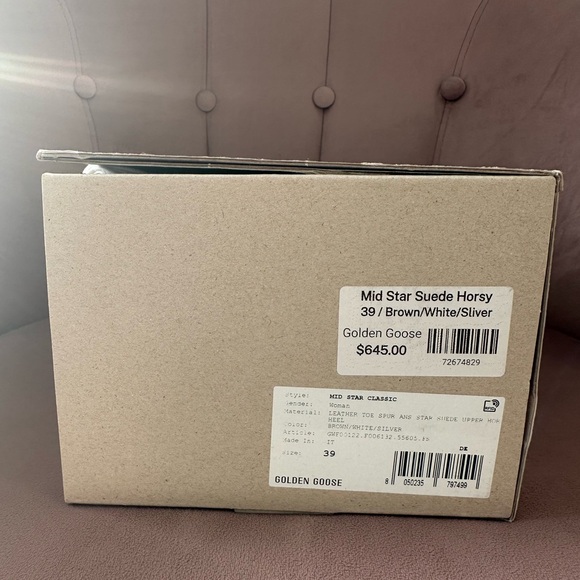 Mid Star Suede Horsy
39 / Brown/White/Sliver
Golden Goose
$645.00
72674829
Style: MID STAR CLASSIC
Gender: Woman
Material: LEATHER TOE SPUR AND STAR SUEDE UPPER
HEEL
Color: BROWN/WHITE/SILVER
Article:
Made in: IT
DE
Size: 39
GOLDEN GOOSE
8 050235 797499